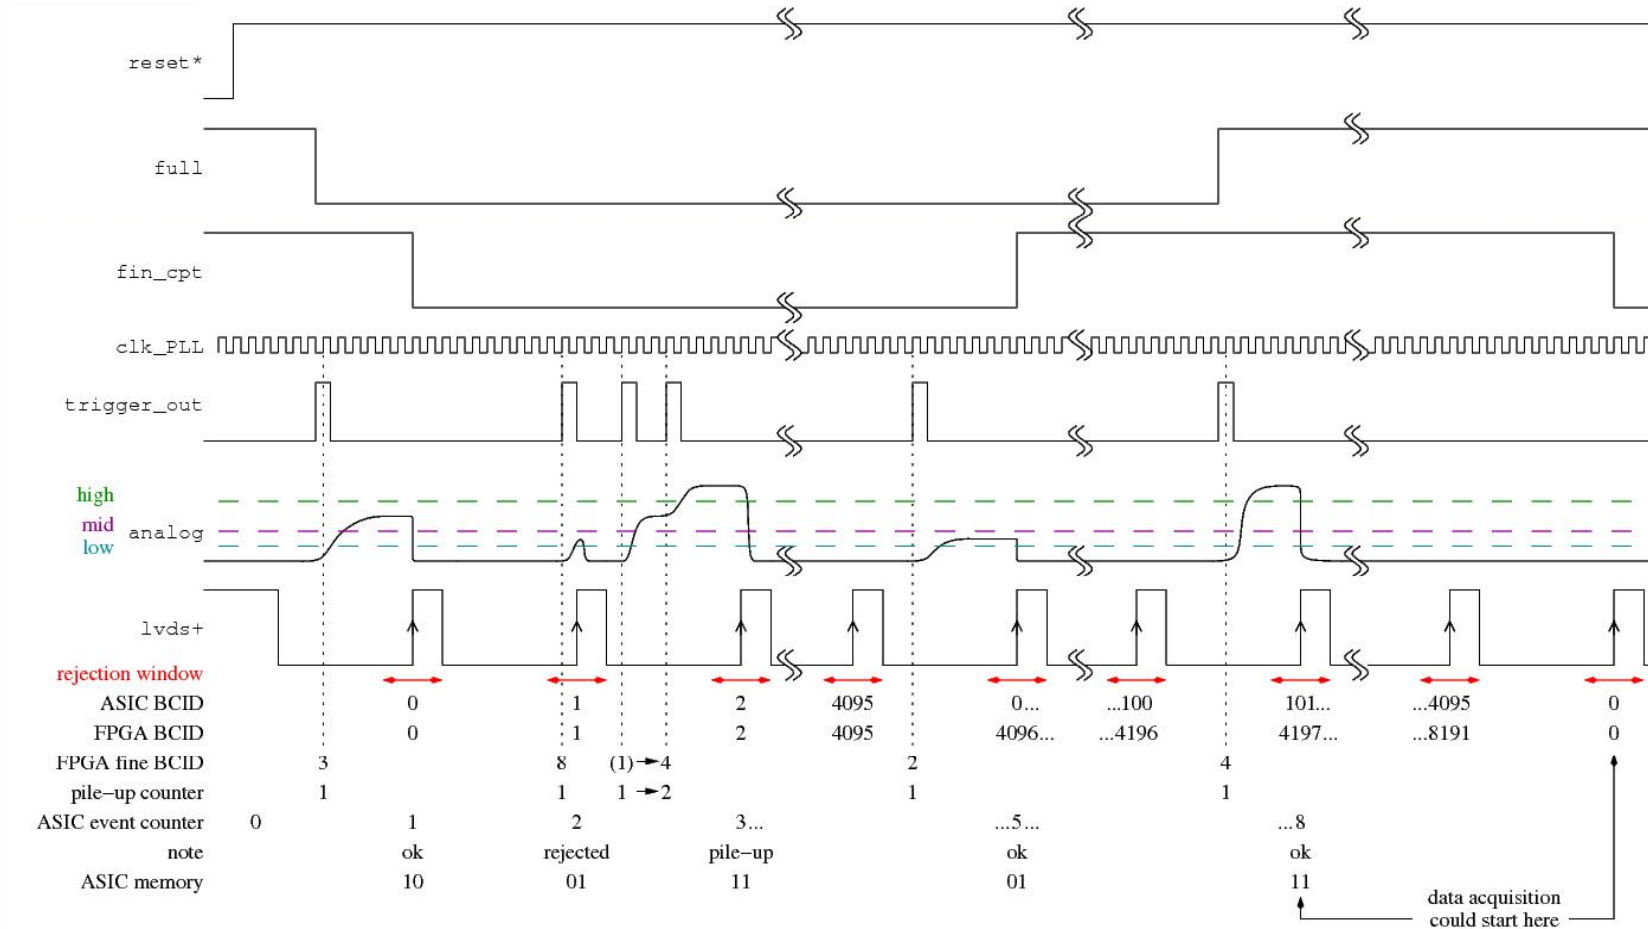 reset*
full
fin_cpt
clk_PLL
trigger_out
high
mid
analog
low
lvds+
rejection window
ASIC BCID 0 1 2 4095 0... ...100 101... ...4095 0
FPGA BCID 0 1 2 4095 4096... ...4196 4197... ...8191 0
FPGA fine BCID 3 8 (1) 4 2 4
pile−up counter 1 1 1 2 1 1
ASIC event counter 0 1 2 3... ...5... ...8
note ok rejected pile−up ok ok
ASIC memory 10 01 11 01 11
data acquisition
could start here